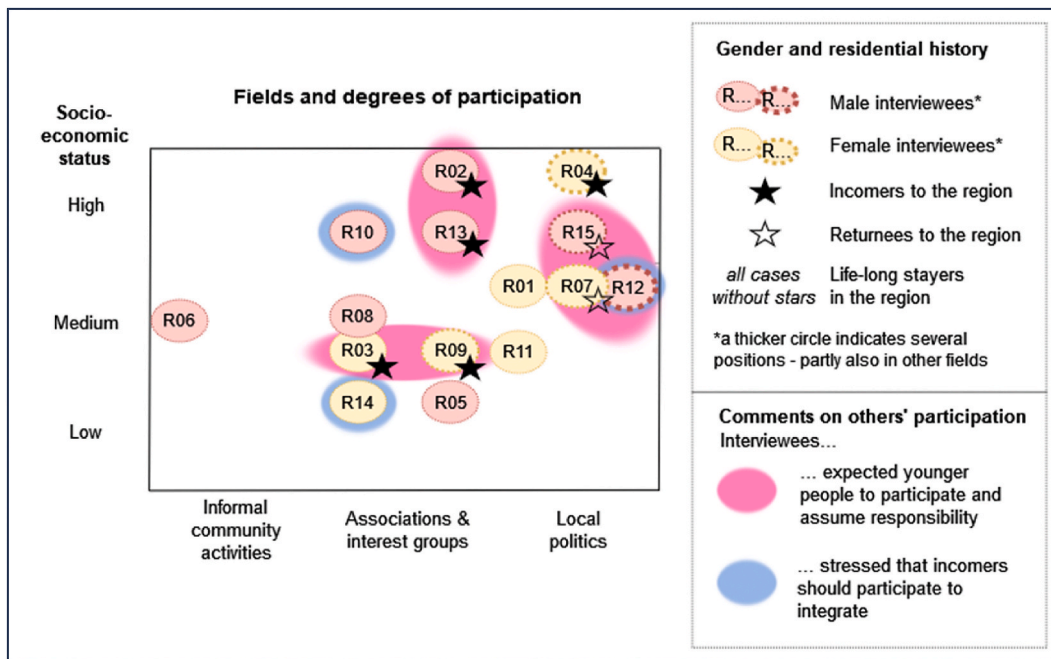 Fields and degrees of participation
Socio-
economic
status
High
Medium
Low
R02
R04
R10
R13
R15
R01
R07
R12
R06
R08
R03
R09
R11
R14
R05
Informal
community
activities
Associations &
interest groups
Local
politics
Gender and residential history
R... R... Male interviewees*
R... R... Female interviewees*
Incomers to the region
Returnees to the region
all cases Life-long stayers
without stars in the region
*a thicker circle indicates several
positions - partly also in other fields
Comments on others' participation
Interviewees...
... expected younger
people to participate and
assume responsibility
... stressed that incomers
should participate to
integrate